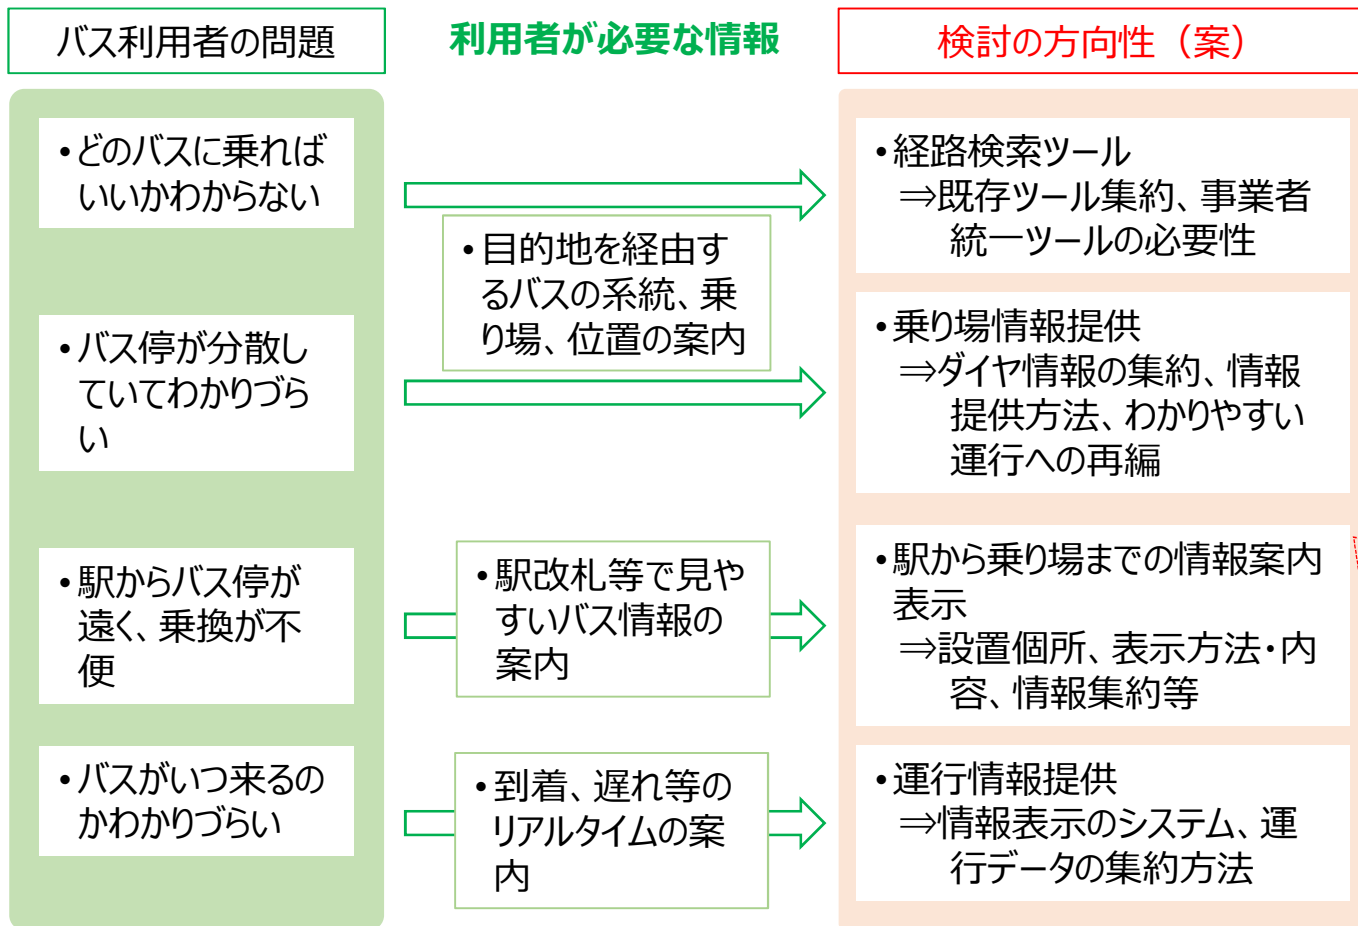 バス利用者の問題
利用者が必要な情報
検討の方向性（案）
•どのバスに乗れば
いいかわからない
•バス停が分散し
ていてわかりづら
い
•駅からバス停が
遠く、乗換が不
便
•バスがいつ来るの
かわかりづらい
•目的地を経由す
るバスの系統、乗
り場、位置の案内
•駅改札等で見や
すいバス情報の
案内
•到着、遅れ等の
リアルタイムの案
内
•経路検索ツール
⇒既存ツール集約、事業者
統一ツールの必要性
•乗り場情報提供
⇒ダイヤ情報の集約、情報
提供方法、わかりやすい
運行への再編
•駅から乗り場までの情報案内
表示
⇒設置個所、表示方法・内
容、情報集約等
•運行情報提供
⇒情報表示のシステム、運
行データの集約方法